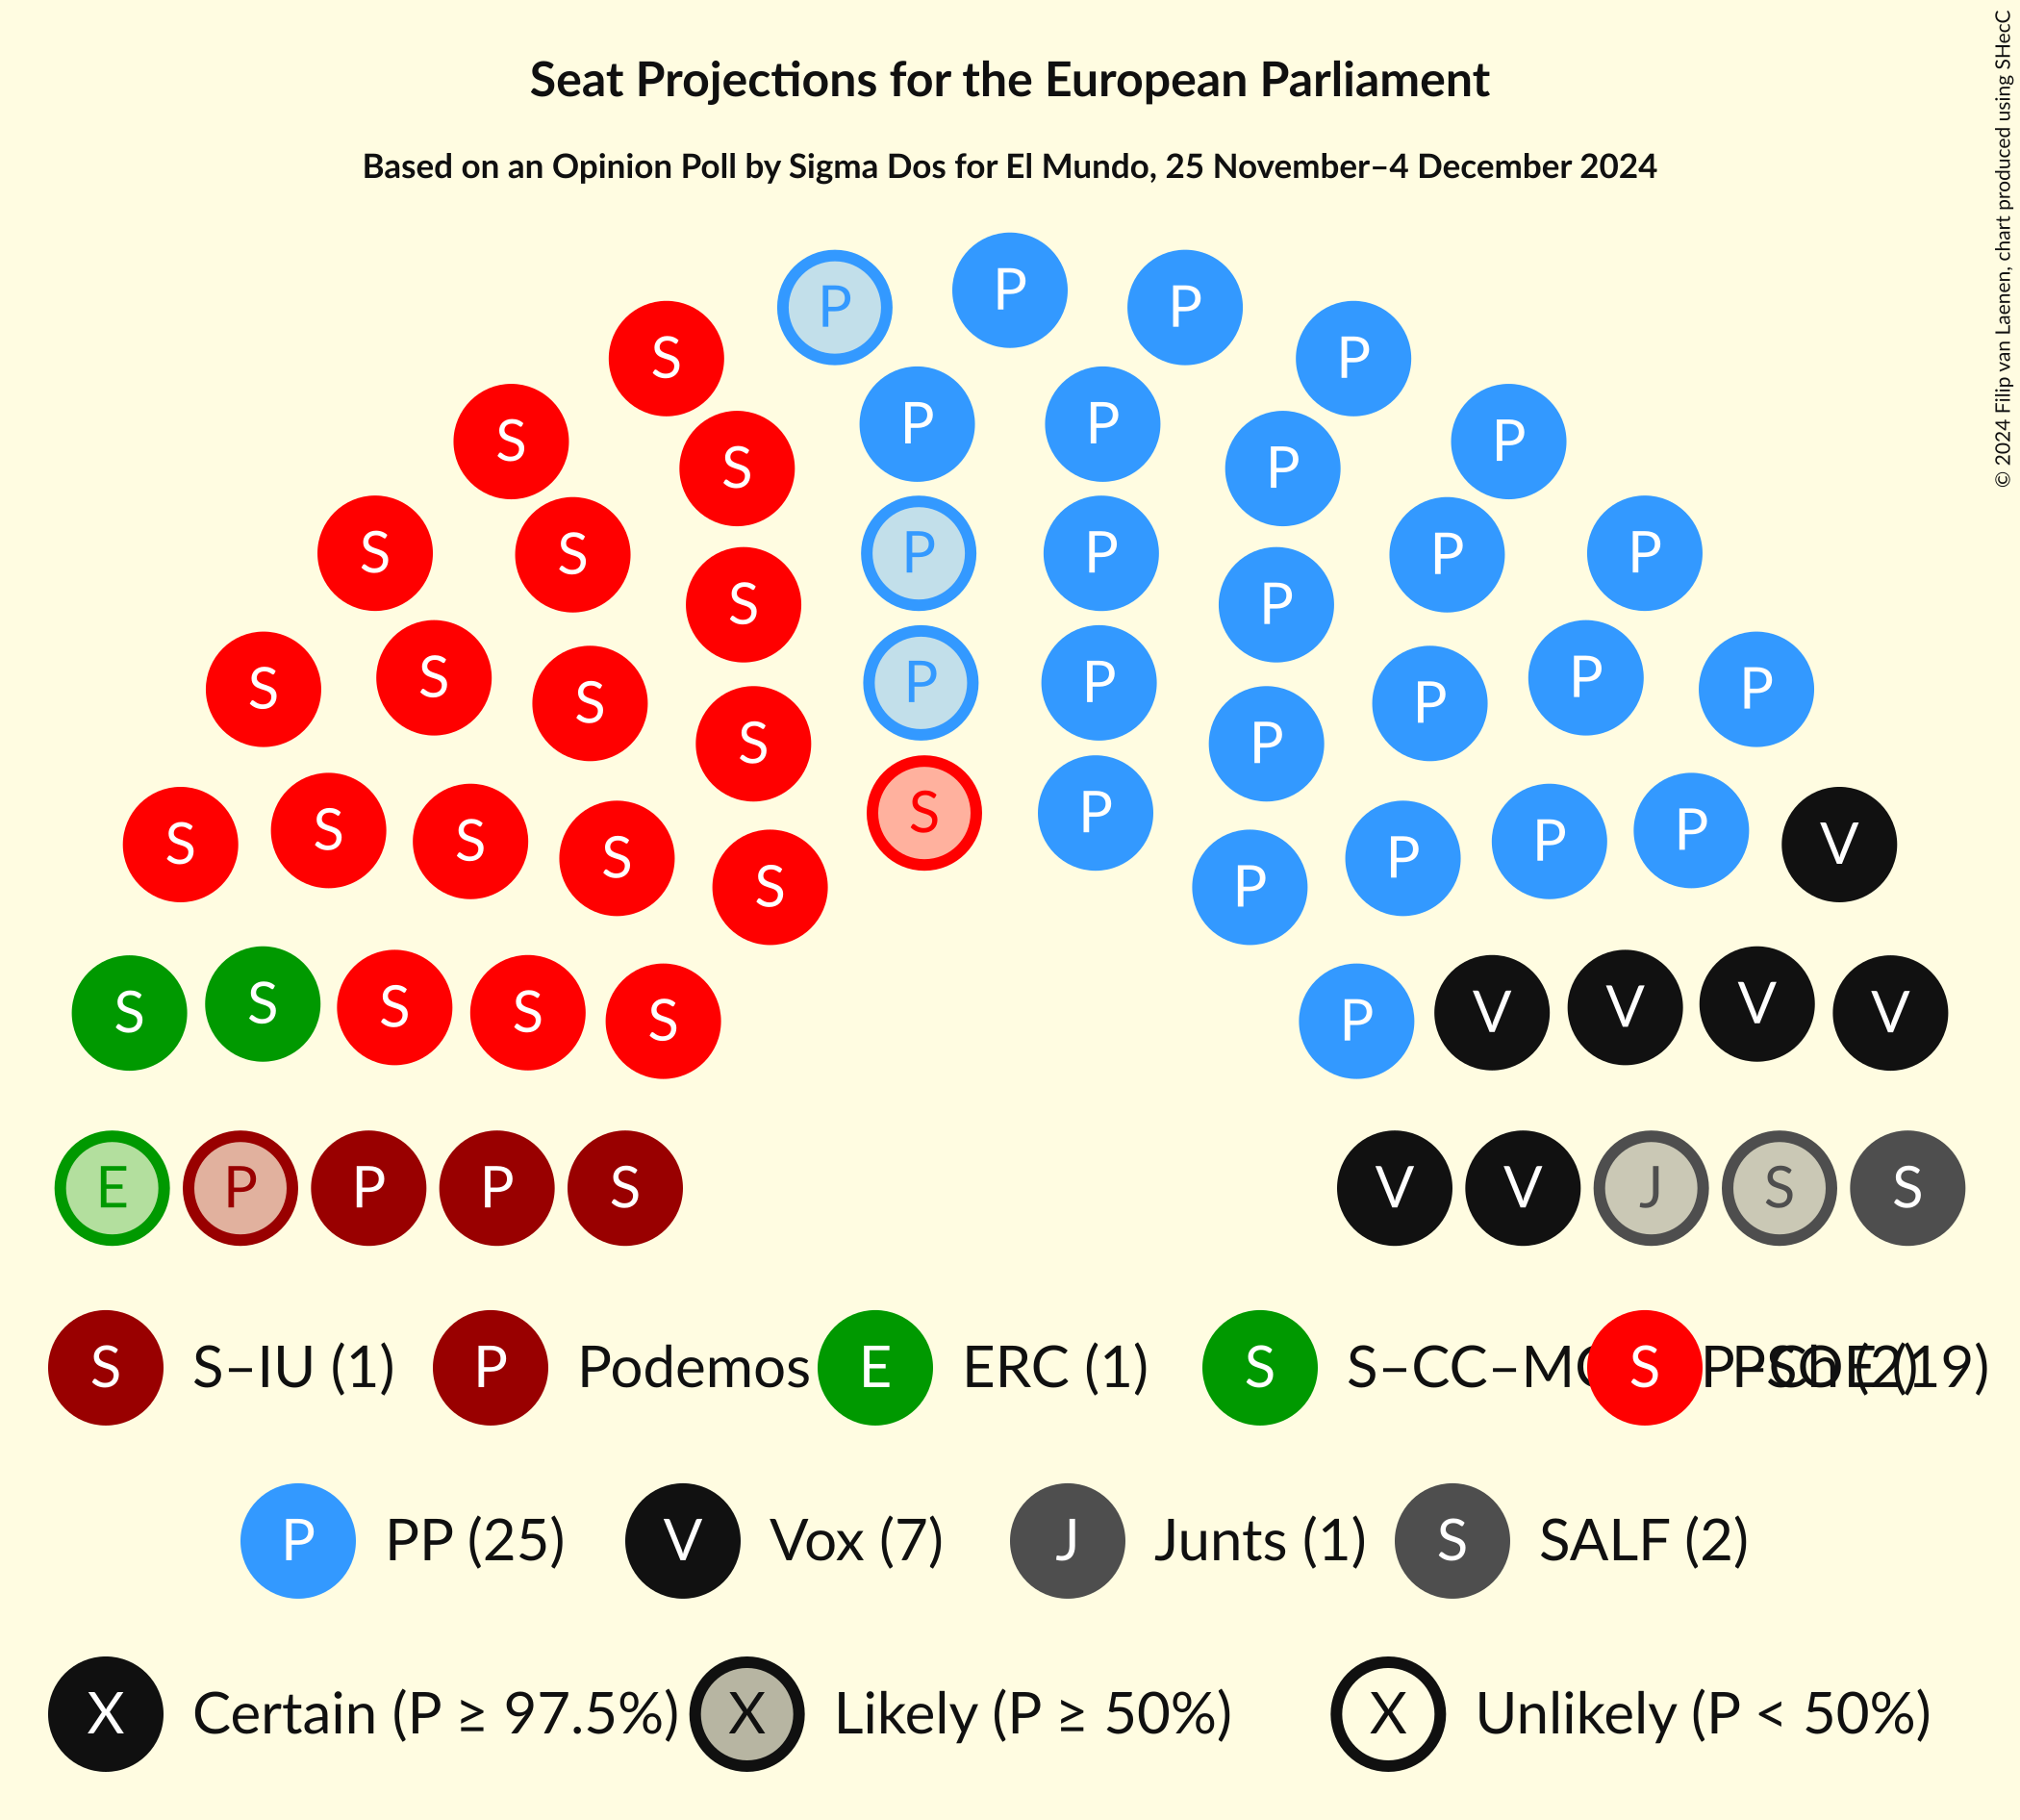 Seat Projections for the European Parliament
Based on an Opinion Poll by Sigma Dos for El Mundo, 25 November–4 December 2024
© 2024 Filip van Laenen, chart produced using SHecC
P
P P
S P
P P
S P
S P
S S P P P P
S P
S S S P P P P P
S P
S P
S S S S P P P V
S P
S S S S S P V V V V
E P P P S V V J S S
S S–IU (1) P Podemos E ERC (1) S S–CC–M S PSOE (19)
P PP (25) V Vox (7) J Junts (1) S SALF (2)
X Certain (P ≥ 97.5%) X Likely (P ≥ 50%) X Unlikely (P < 50%)